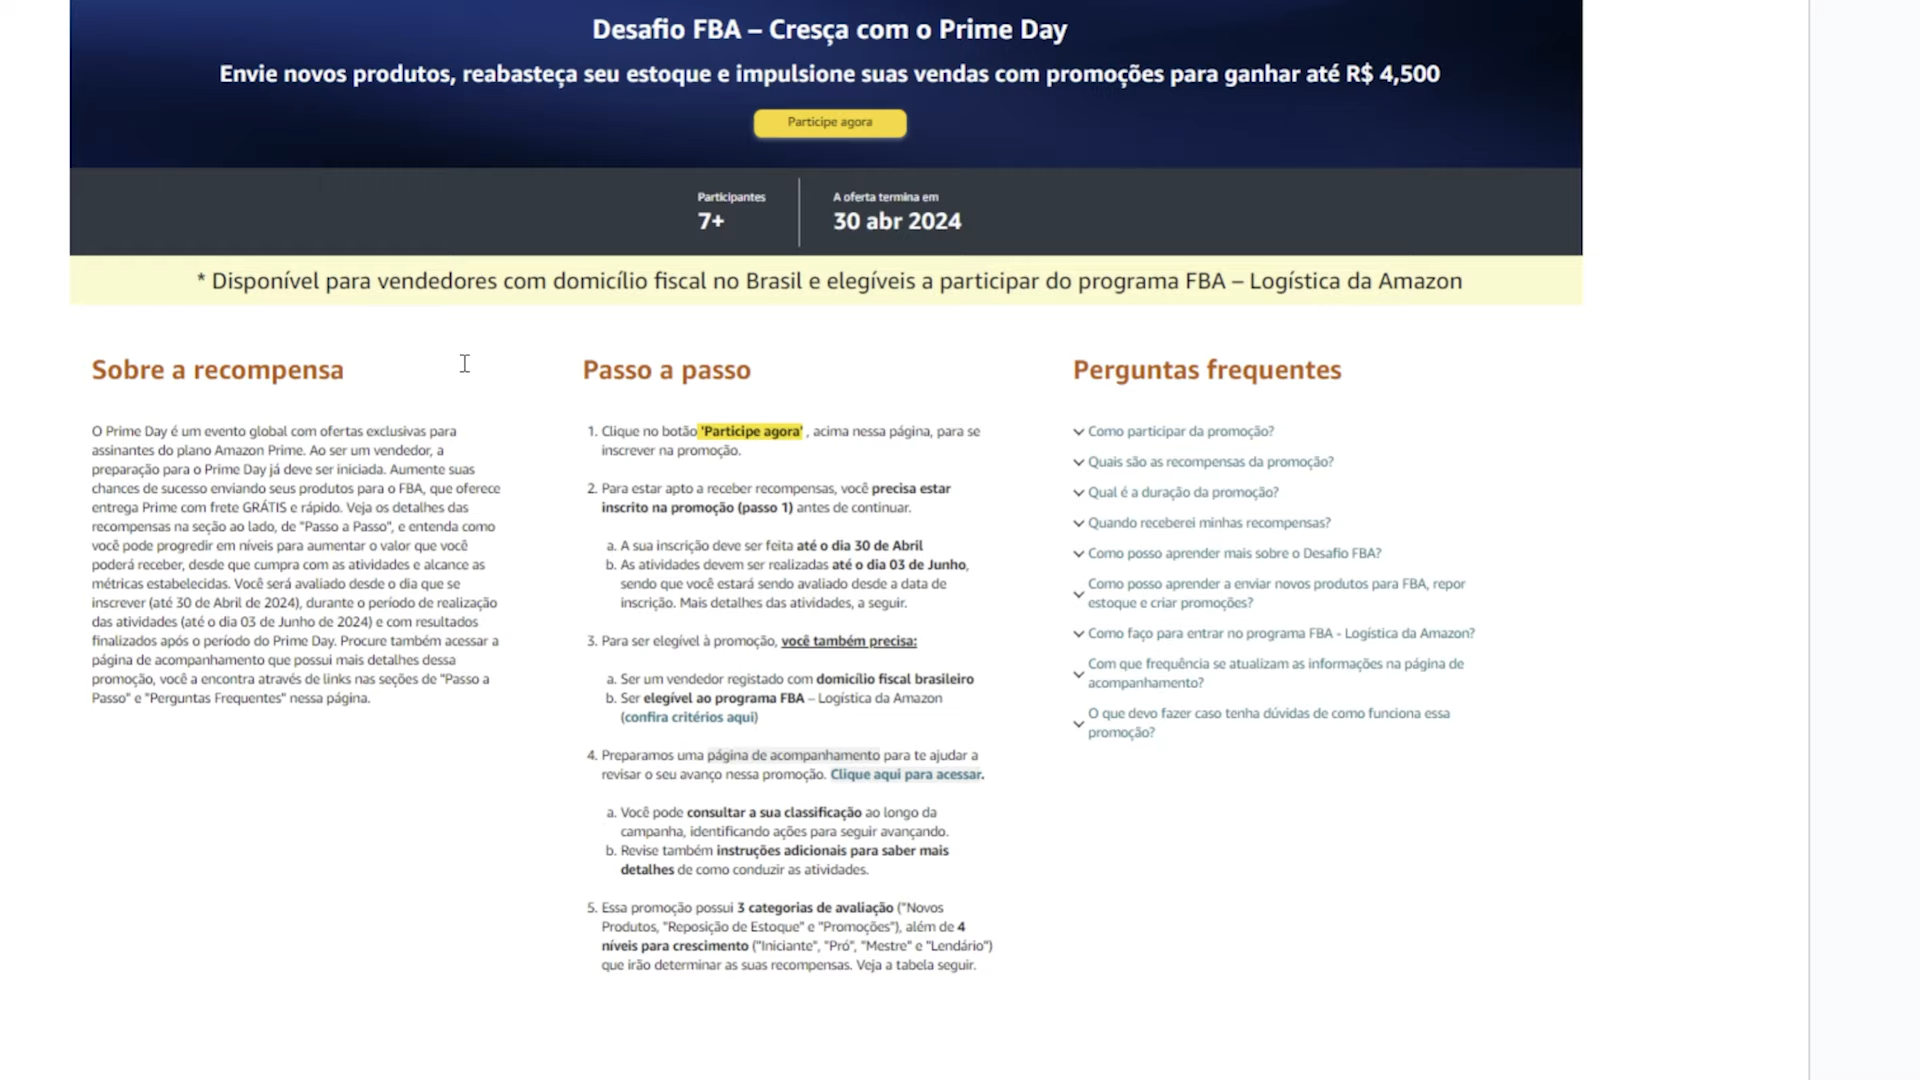 Desafio FBA – Cresça com o Prime Day
Envie novos produtos, reabasteça seu estoque e impulsione suas vendas com promoções para ganhar até R$ 4,500
Participe agora
Participantes
7+
A oferta termina em
30 abr 2024
* Disponível para vendedores com domicílio fiscal no Brasil e elegíveis a participar do programa FBA – Logística da Amazon
Sobre a recompensa
O Prime Day é um evento global com ofertas exclusivas para
assinantes do plano Amazon Prime. Ao ser um vendedor, a
preparação para o Prime Day já deve ser iniciada. Aumente suas
chances de sucesso enviando seus produtos para o FBA, que oferece
entrega Prime com frete GRÁTIS e rápido. Veja os detalhes das
recompensas na seção ao lado, de "Passo a Passo", e entenda como
você pode progredir em níveis para aumentar o valor que você
poderá receber, desde que cumpra com as atividades e alcance as
métricas estabelecidas. Você será avaliado desde o dia que se
inscrever (até 30 de Abril de 2024), durante o período de realização
das atividades (até o dia 03 de Junho de 2024) e com resultados
finalizados após o período do Prime Day. Procure também acessar a
página de acompanhamento que possui mais detalhes dessa
promoção, você a encontra através de links nas seções de "Passo a
Passo" e "Perguntas Frequentes" nessa página.
Passo a passo
1. Clique no botão 'Participe agora' , acima nessa página, para se
inscrever na promoção.
2. Para estar apto a receber recompensas, você precisa estar
inscrito na promoção (passo 1) antes de continuar.
a. A sua inscrição deve ser feita até o dia 30 de Abril
b. As atividades devem ser realizadas até o dia 03 de Junho,
sendo que você estará sendo avaliado desde a data de
inscrição. Mais detalhes das atividades, a seguir.
3. Para ser elegível à promoção, você também precisa:
a. Ser um vendedor registado com domicílio fiscal brasileiro
b. Ser elegível ao programa FBA – Logística da Amazon
(confira critérios aqui)
4. Preparamos uma página de acompanhamento para te ajudar a
revisar o seu avanço nessa promoção. Clique aqui para acessar.
a. Você pode consultar a sua classificação ao longo da
campanha, identificando ações para seguir avançando.
b. Revise também instruções adicionais para saber mais
detalhes de como conduzir as atividades.
5. Essa promoção possui 3 categorias de avaliação ("Novos
Produtos, "Reposição de Estoque" e "Promoções"), além de 4
níveis para crescimento ("Iniciante", "Pró", "Mestre" e "Lendário")
que irão determinar as suas recompensas. Veja a tabela seguir.
Perguntas frequentes
Como participar da promoção?
Quais são as recompensas da promoção?
Qual é a duração da promoção?
Quando receberei minhas recompensas?
Como posso aprender mais sobre o Desafio FBA?
Como posso aprender a enviar novos produtos para FBA, repor
estoque e criar promoções?
Como faço para entrar no programa FBA - Logística da Amazon?
Com que frequência se atualizam as informações na página de
acompanhamento?
O que devo fazer caso tenha dúvidas de como funciona essa
promoção?